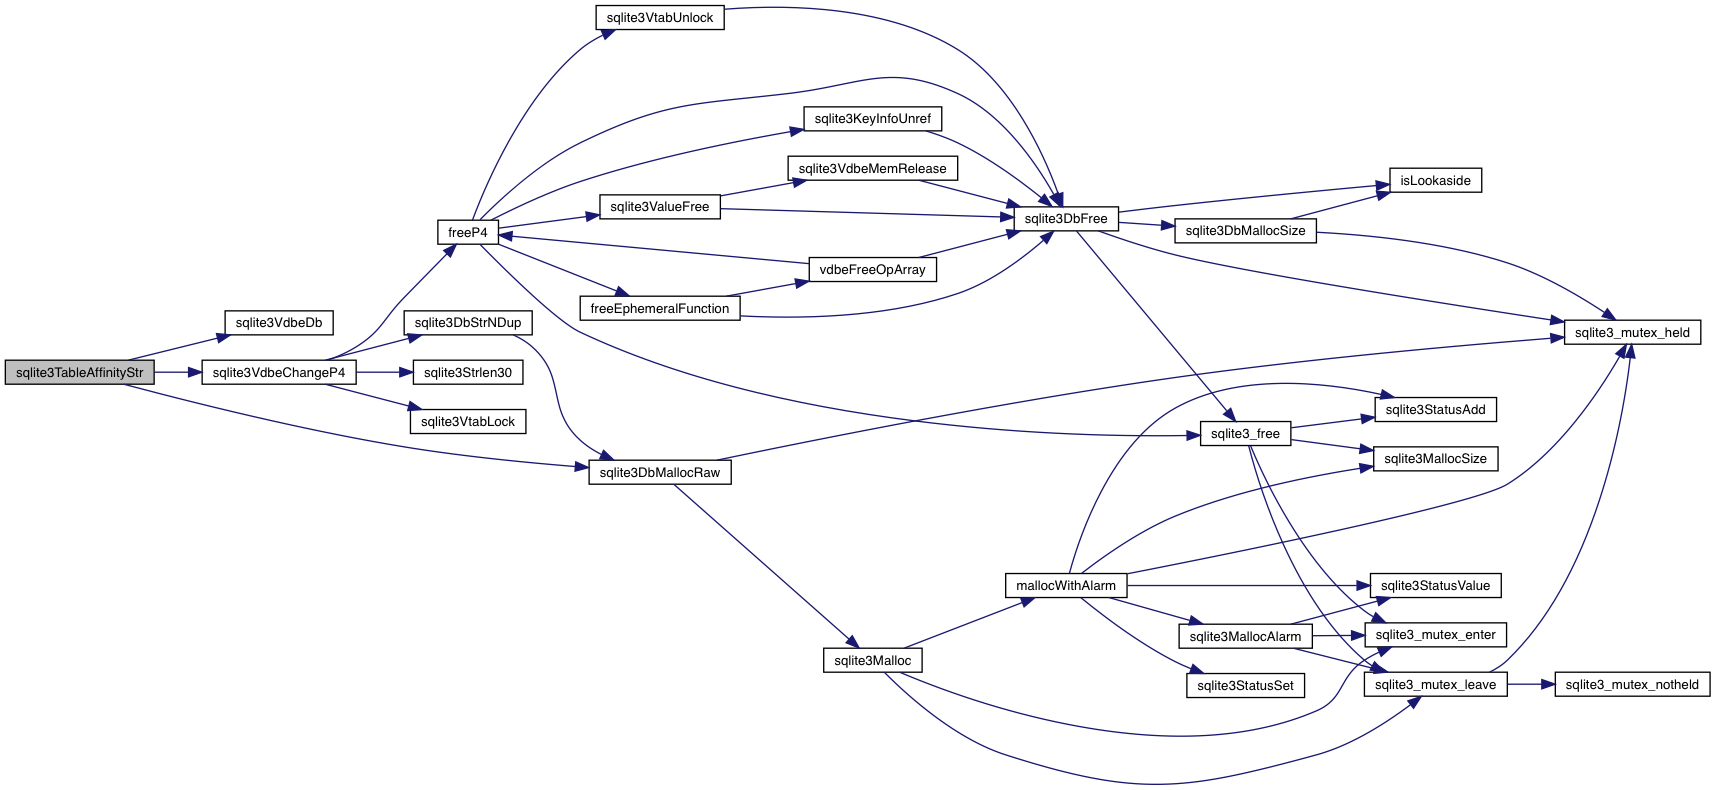 sqlite3VtabUnlock
sqlite3KeyInfoUnref
sqlite3VdbeMemRelease
isLookaside
sqlite3ValueFree
sqlite3DbFree
freeP4
sqlite3DbMallocSize
vdbeFreeOpArray
freeEphemeralFunction
sqlite3VdbeDb
sqlite3DbStrNDup
sqlite3_mutex_held
sqlite3TableAffinityStr
sqlite3VdbeChangeP4
sqlite3Strlen30
sqlite3StatusAdd
sqlite3VtabLock
sqlite3_free
sqlite3MallocSize
sqlite3DbMallocRaw
mallocWithAlarm
sqlite3StatusValue
sqlite3MallocAlarm
sqlite3_mutex_enter
sqlite3Malloc
sqlite3StatusSet
sqlite3_mutex_leave
sqlite3_mutex_notheld